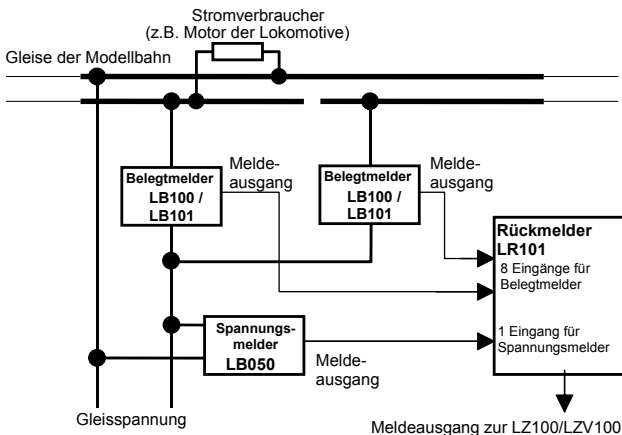 Stromverbraucher
(z.B. Motor der Lokomotive)
Gleise der Modellbahn
Belegtmelder
LB100 /
LB101
Melde-
ausgang
Belegtmelder
LB100 /
LB101
Melde-
ausgang
Rückmelder
LR101
8 Eingänge für
Belegtmelder
1 Eingang für
Spannungsmelder
Spannungs-
melder
LB050
Melde-
ausgang
Gleisspannung
Meldeausgang zur LZ100/LZV100